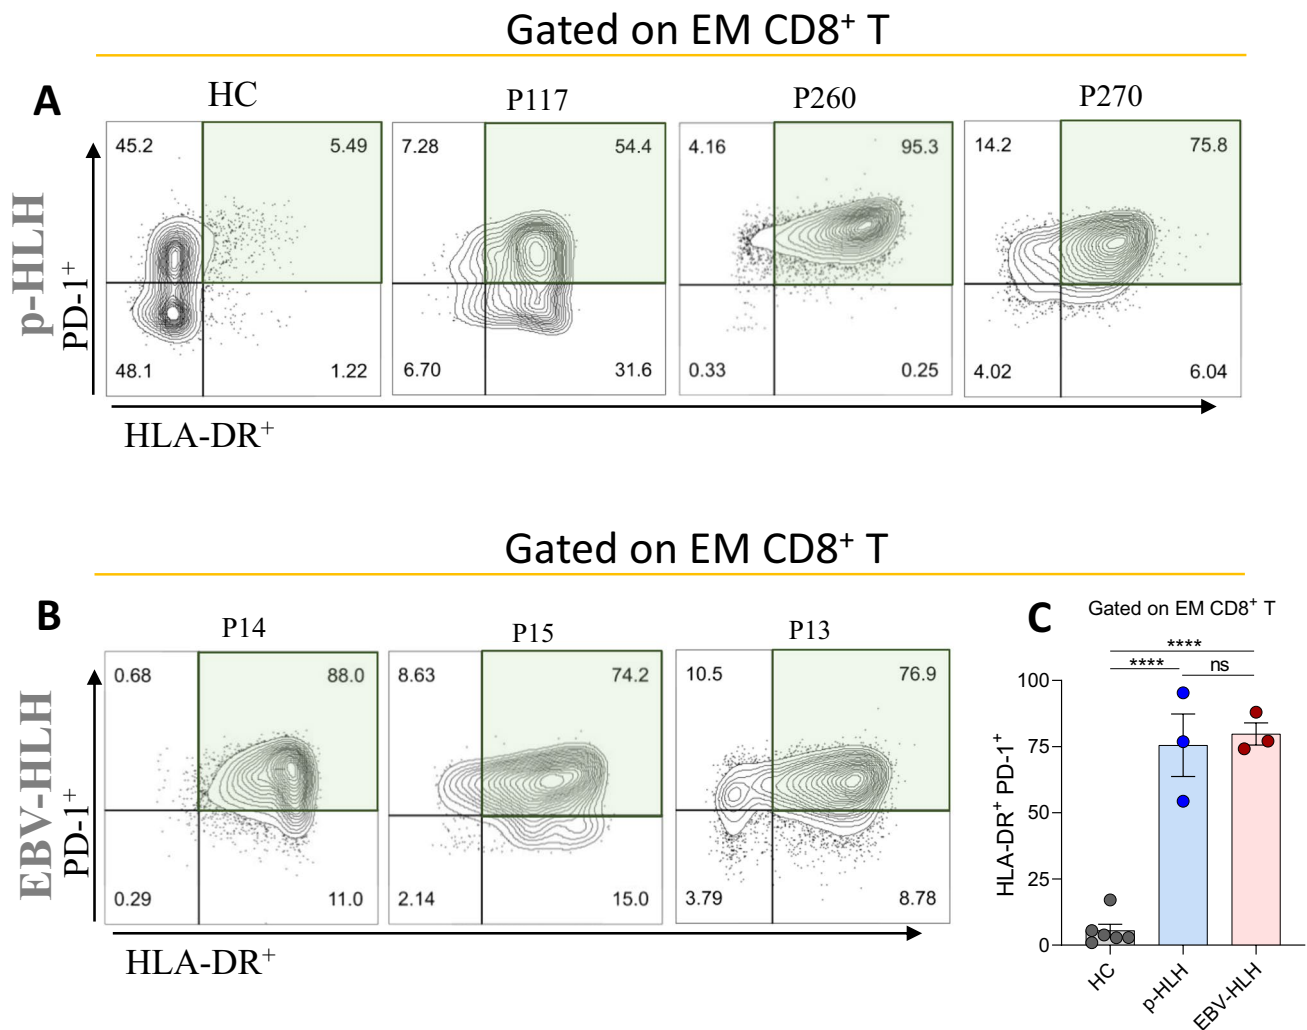 Gated on EM CD8+ T
A
HC
P117
P260
P270
p-HLH
PD-1+
45.2 5.49
48.1 1.22
7.28 54.4
6.70 31.6
4.16 95.3
0.33 0.25
14.2 75.8
4.02 6.04
HLA-DR+
Gated on EM CD8+ T
B
P14
P15
P13
EBV-HLH
PD-1+
0.68 88.0
0.29 11.0
8.63 74.2
2.14 15.0
10.5 76.9
3.79 8.78
HLA-DR+
C
Gated on EM CD8+ T
****
**** ns
HLA-DR+ PD-1+
100
75
50
25
0
HC
p-HLH
EBV-HLH